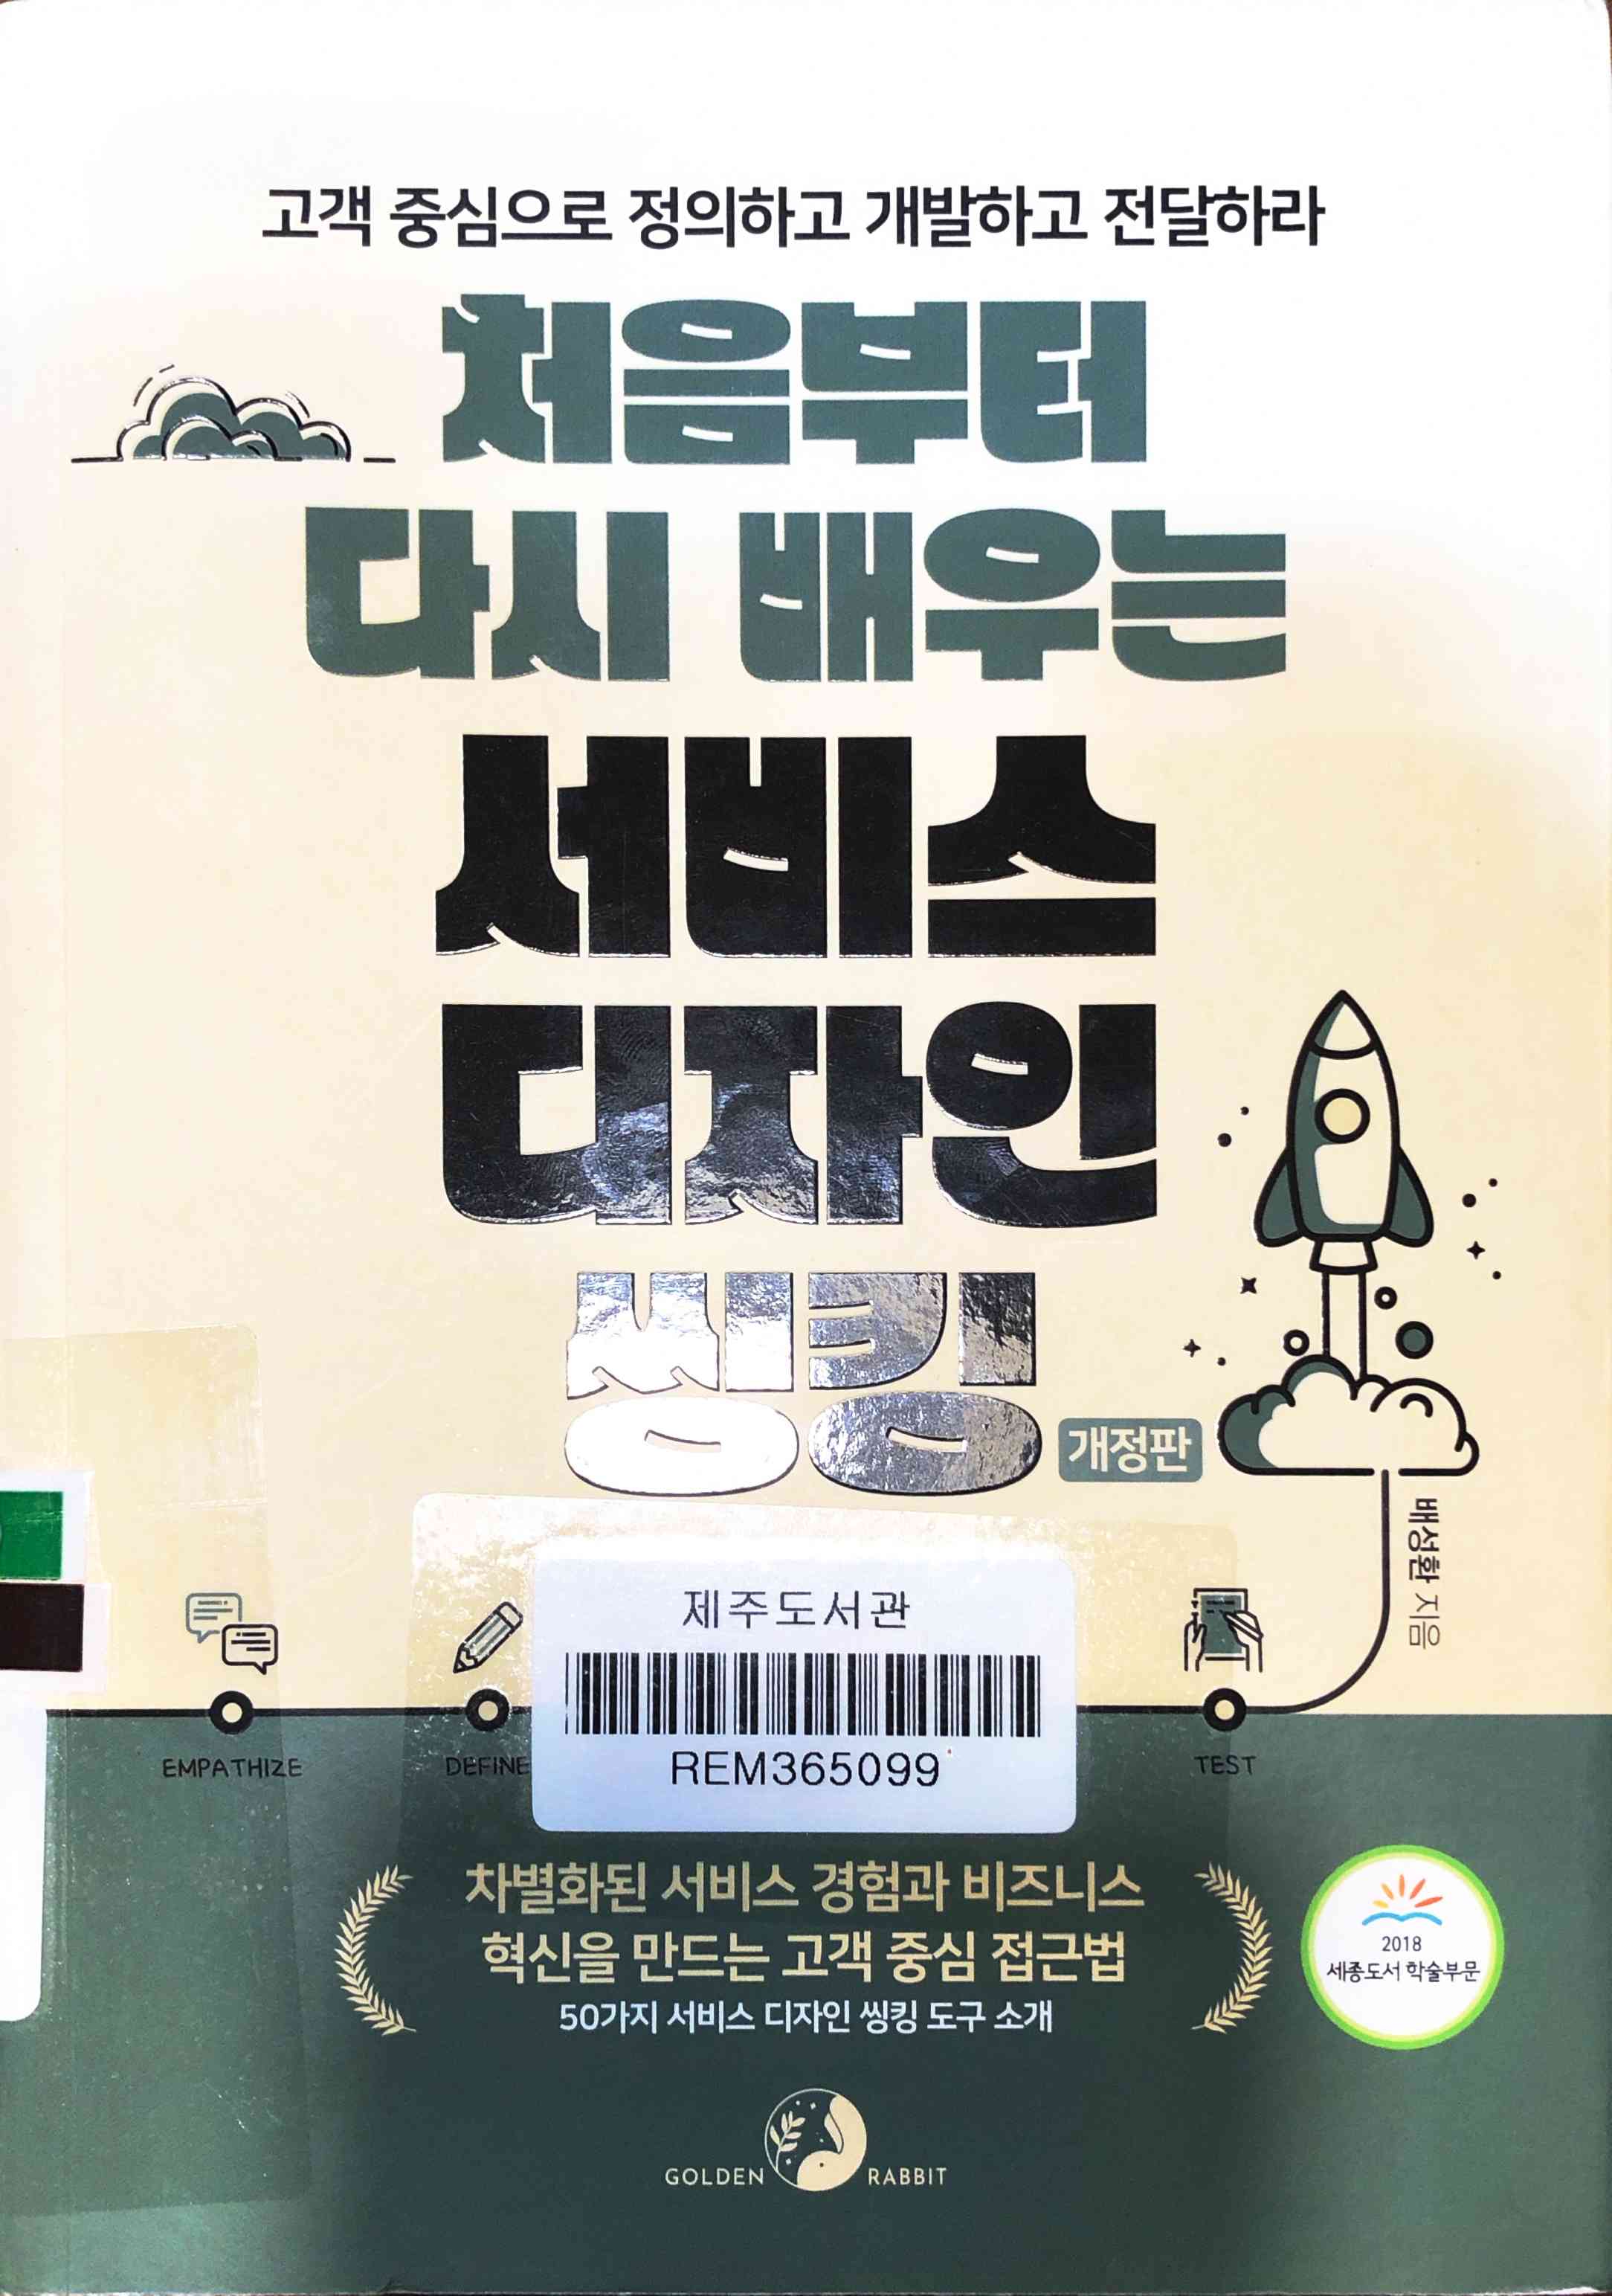 고객 중심으로 정의하고 개발하고 전달하라
처음부터
다시 배우는
서비스
디자인
씽킹
개정판
배성환 지음
제주도서관
REM365099
EMPATHIZE
DEFINE
TEST
차별화된 서비스 경험과 비즈니스
혁신을 만드는 고객 중심 접근법
50가지 서비스 디자인 씽킹 도구 소개
2018
세종도서 학술부문
GOLDEN RABBIT